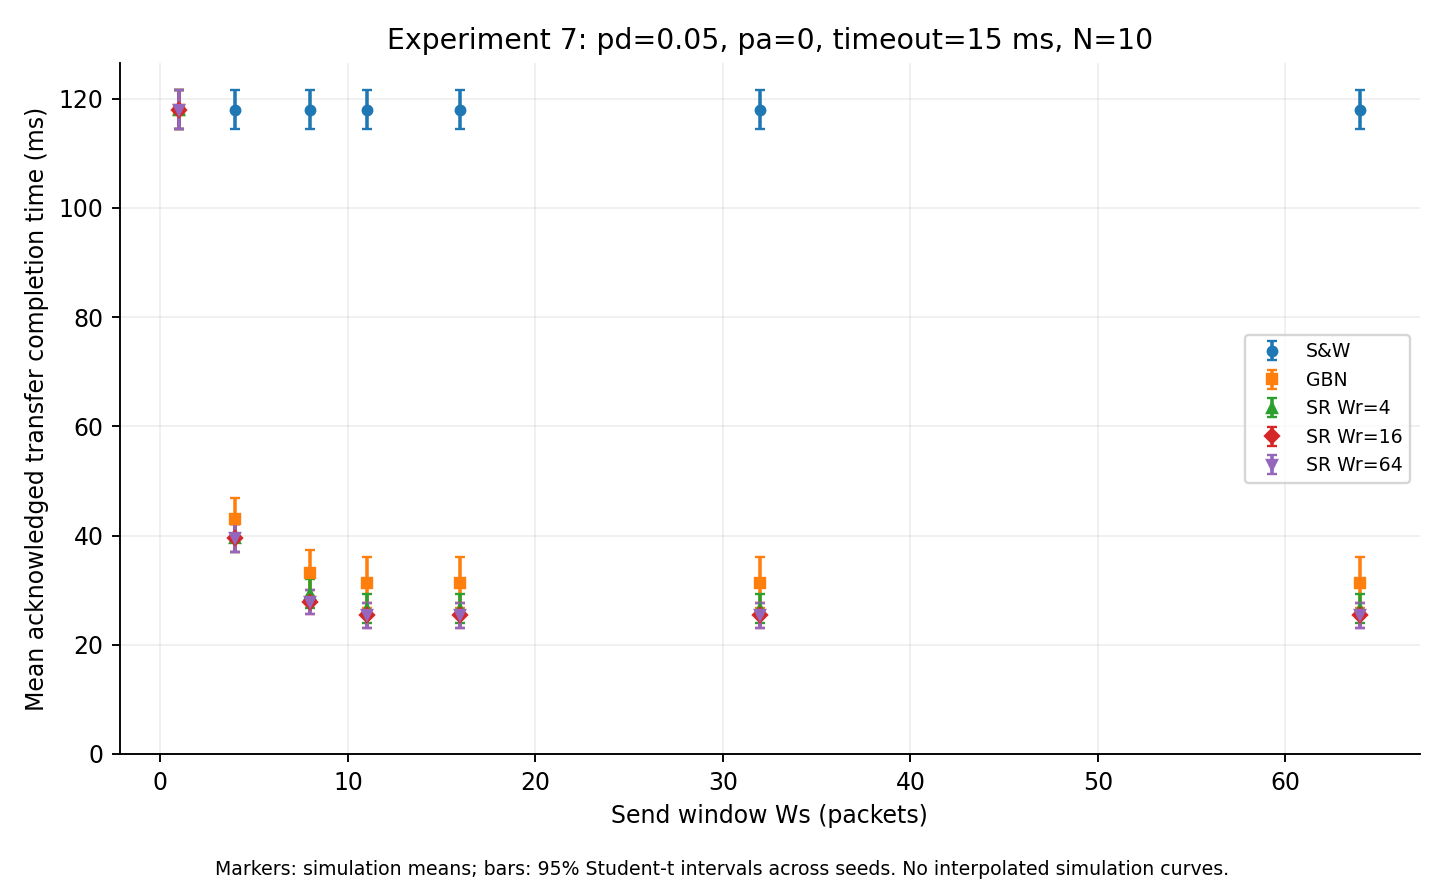 Experiment 7: pd=0.05, pa=0, timeout=15 ms, N=10
Mean acknowledged transfer completion time (ms)
120
100
80
60
40
20
0
S&W
GBN
SR Wr=4
SR Wr=16
SR Wr=64
0 10 20 30 40 50 60
Send window Ws (packets)
Markers: simulation means; bars: 95% Student-t intervals across seeds. No interpolated simulation curves.